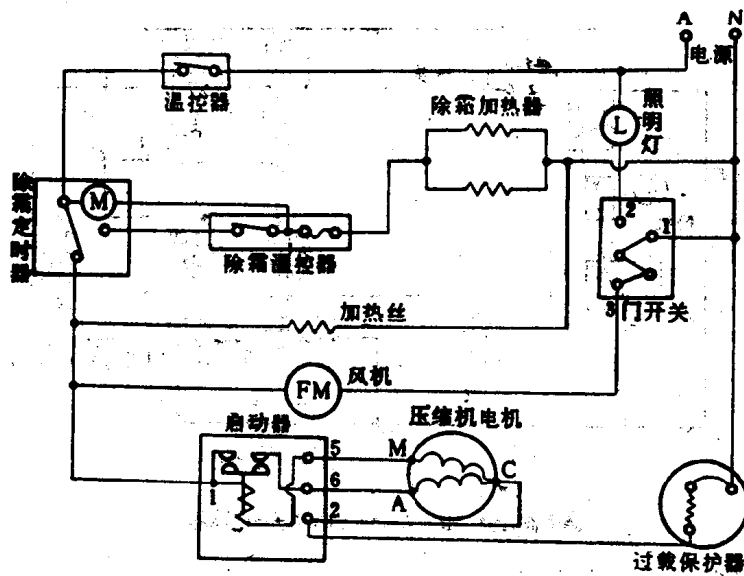 A N
电源
温控器
除霜加热器
照明灯
L
除霜定时器
M
2
1
除霜温控器
3
门开关
加热丝
FM
风机
启动器
压缩机电机
5
M
6
C
1
A
2
过载保护器